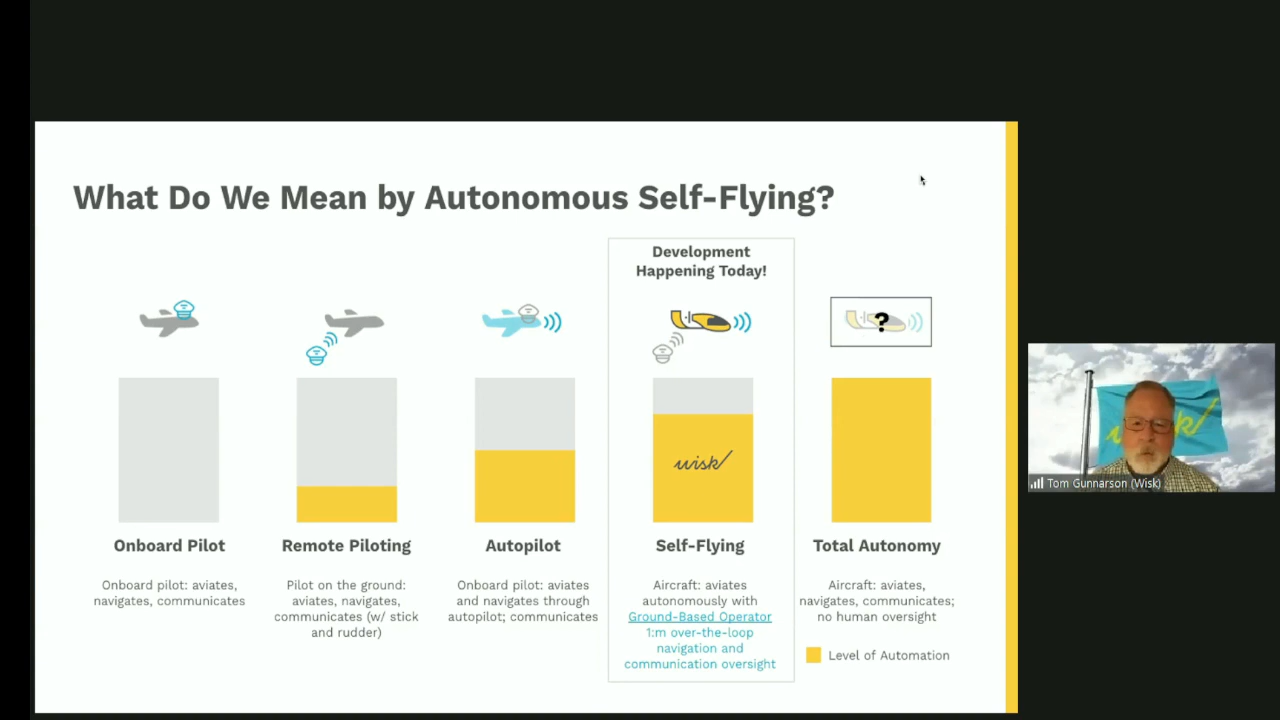 What Do We Mean by Autonomous Self-Flying?
Development
Happening Today!
?
wisk
Onboard Pilot
Onboard pilot: aviates,
navigates, communicates
Remote Piloting
Pilot on the ground:
aviates, navigates,
communicates (w/ stick
and rudder)
Autopilot
Onboard pilot: aviates
and navigates through
autopilot; communicates
Self-Flying
Aircraft: aviates
autonomously with
Ground-Based Operator
1:m over-the-loop
navigation and
communication oversight
Total Autonomy
Aircraft: aviates,
navigates, communicates;
no human oversight
Level of Automation
Tom Gunnarson (Wisk)